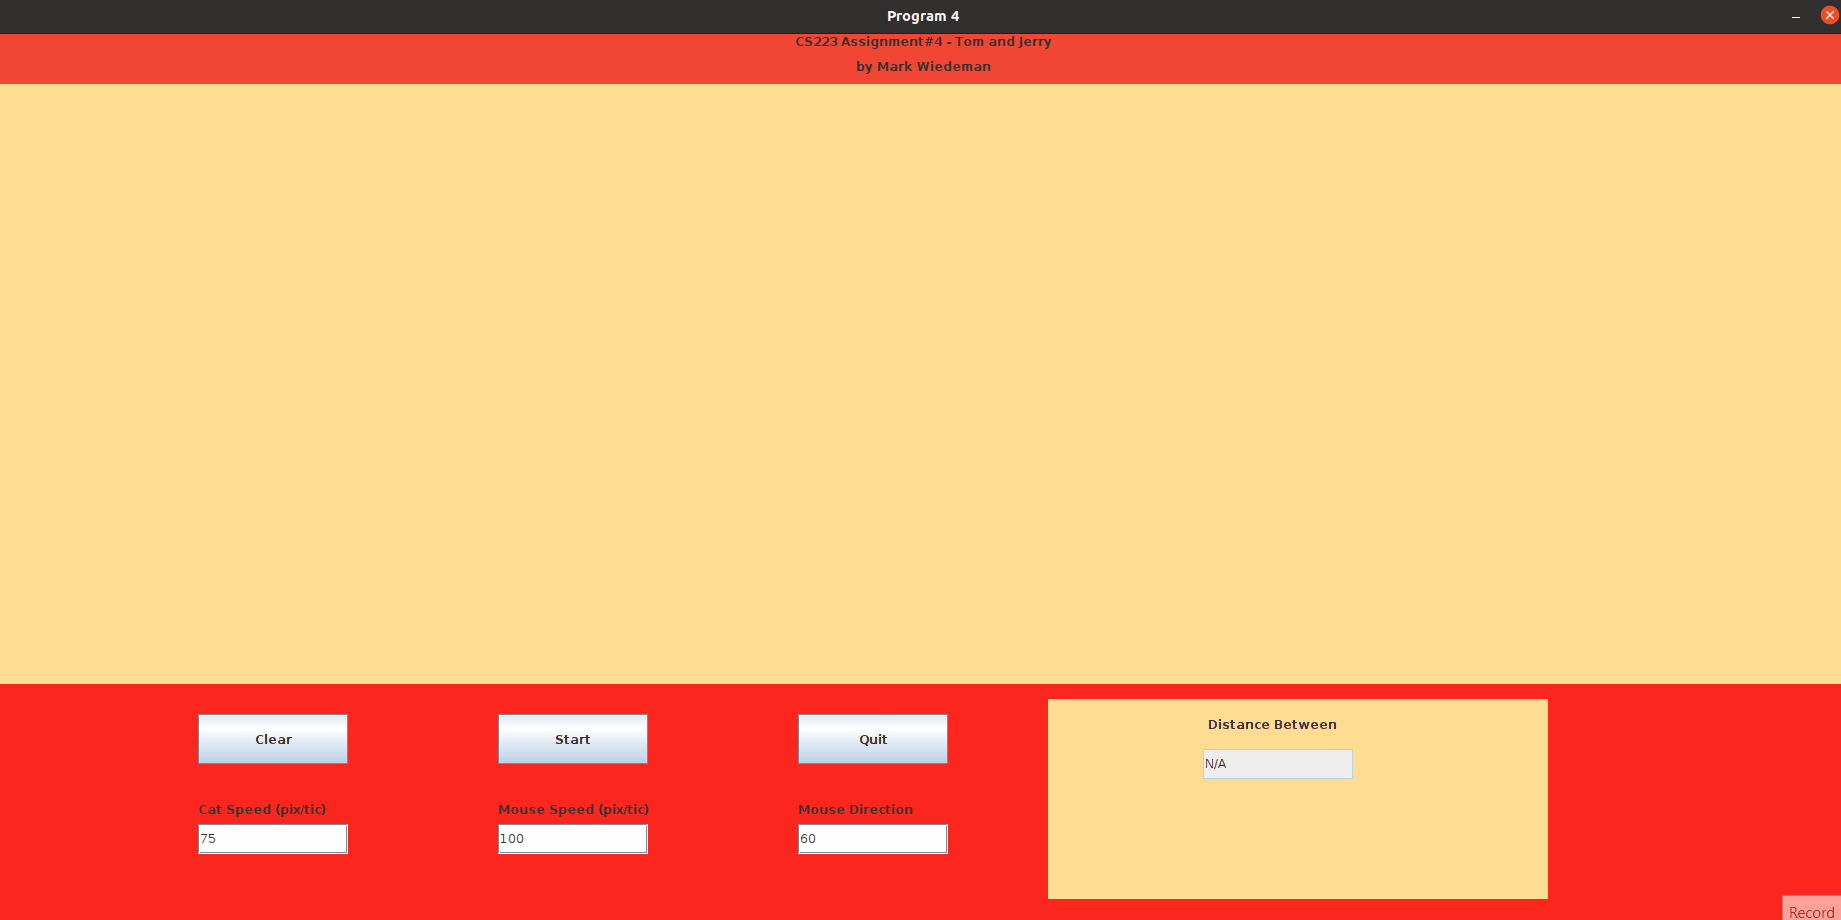 Program 4
CS223 Assignment#4 - Tom and Jerry
by Mark Wiedeman
Clear
Start
Quit
Distance Between
N/A
Cat Speed (pix/tic)
Mouse Speed (pix/tic)
Mouse Direction
75
100
60
Record